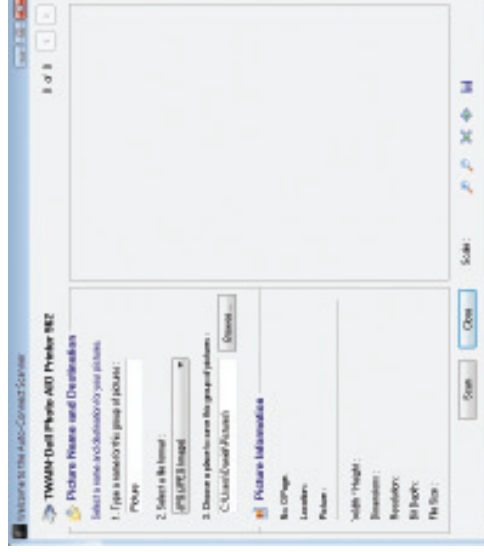 Welcome to the Auto-Connect Scanner
TWAIN-Dell Photo AIO Printer 962
Picture Name and Destination
Select a name and destination for your pictures.
1. Type a name for this group of pictures :
Picture
2. Select a file format :
JPG (JPEG Image)
3. Choose a place to save this group of pictures :
Browse...
Picture Information
No. Of Page:
Location:
Picture :
Width * Height :
Dimension :
Resolution:
Bit Depth:
File Size :
Scan
Close
Scale :